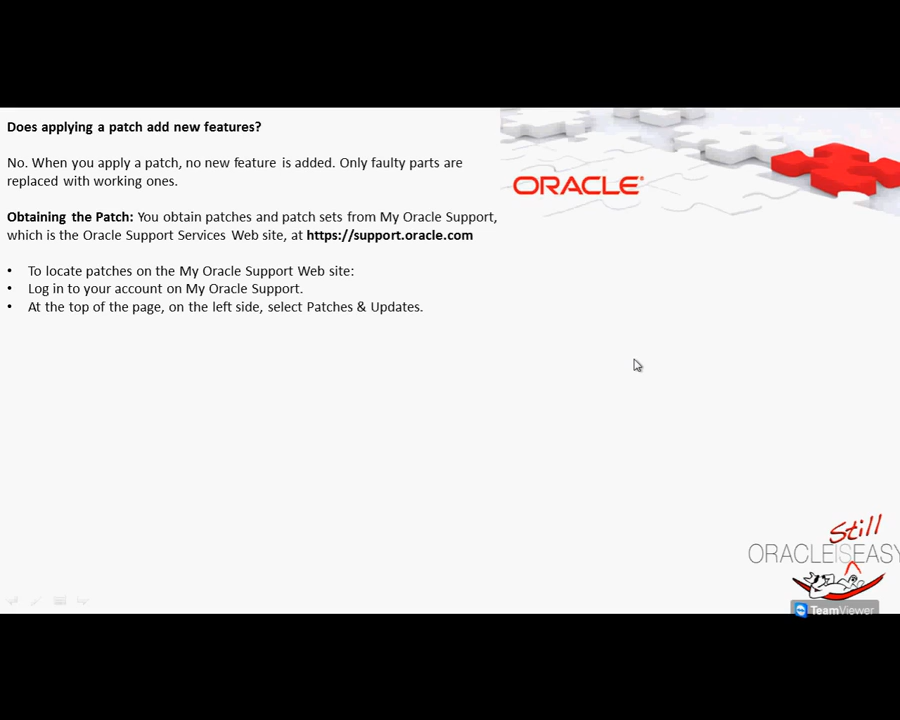 Does applying a patch add new features?
No. When you apply a patch, no new feature is added. Only faulty parts are
replaced with working ones.
Obtaining the Patch: You obtain patches and patch sets from My Oracle Support,
which is the Oracle Support Services Web site, at https://support.oracle.com
• To locate patches on the My Oracle Support Web site:
• Log in to your account on My Oracle Support.
• At the top of the page, on the left side, select Patches & Updates.
ORACLE®
Still
ORACLEISEASY
TeamViewer